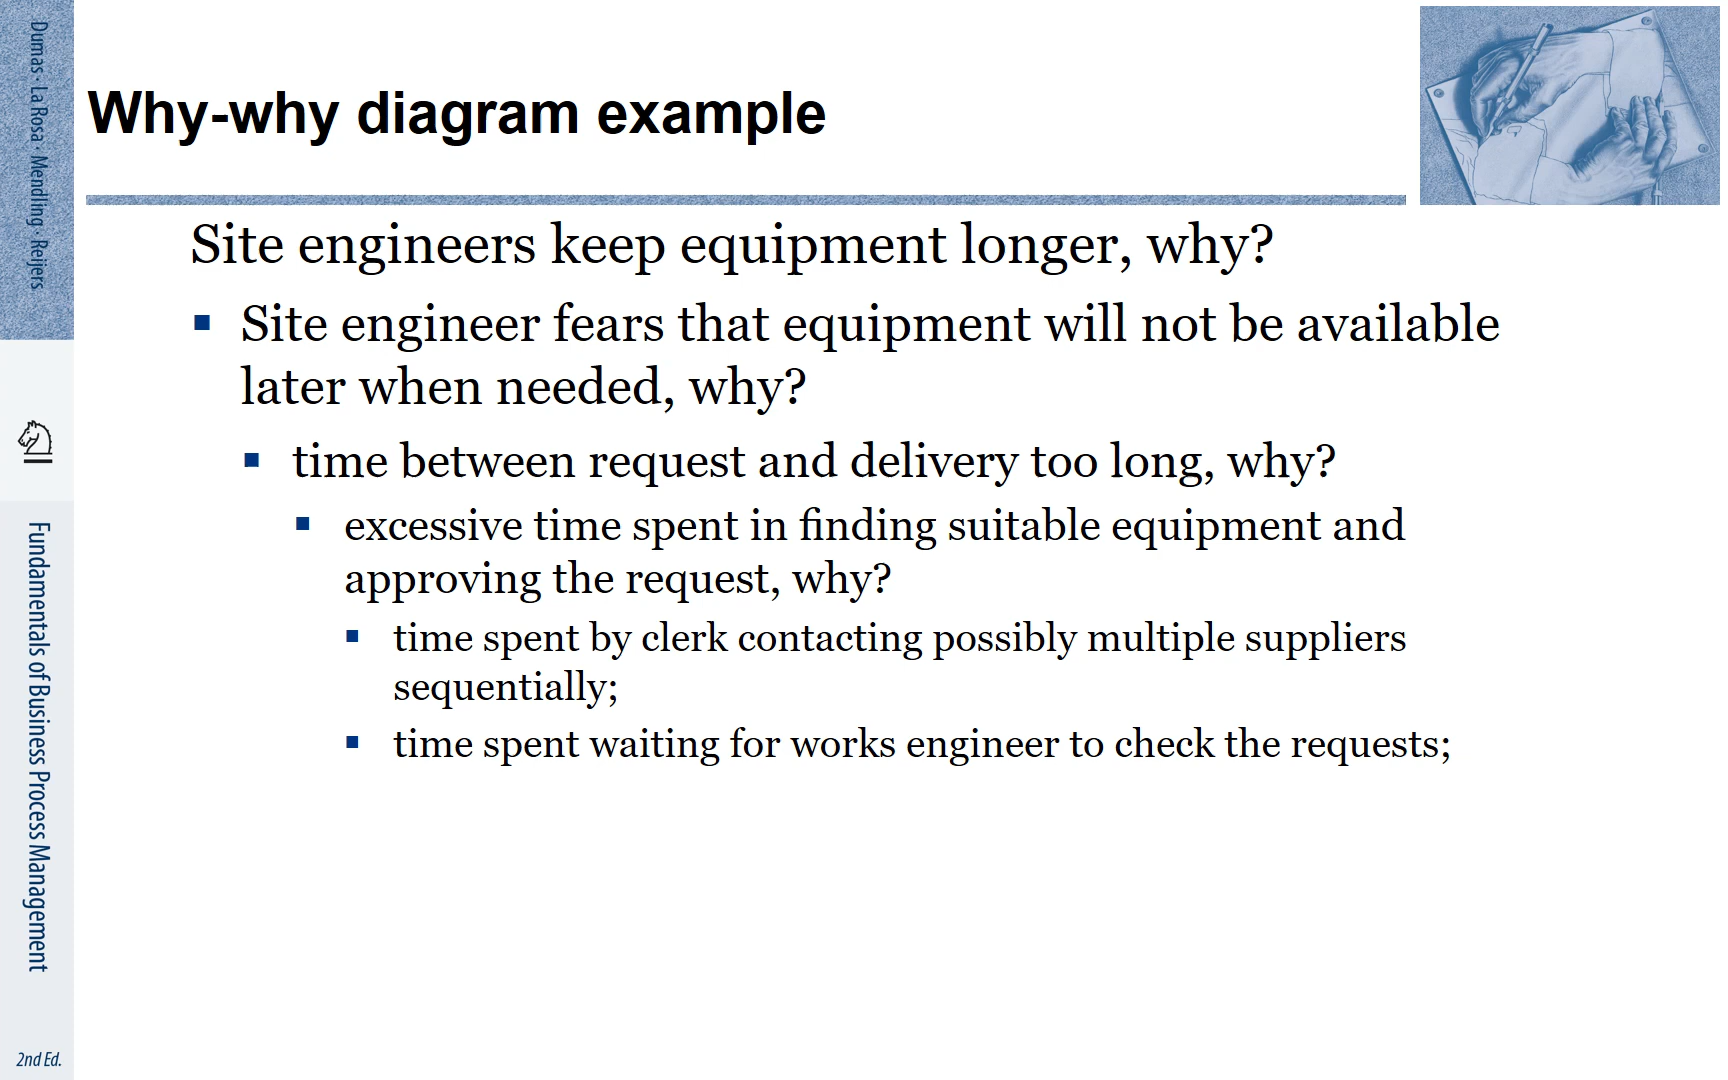 Dumas · La Rosa · Mendling · Reijers
Why-why diagram example
Site engineers keep equipment longer, why?
▪ Site engineer fears that equipment will not be available
later when needed, why?
▪ time between request and delivery too long, why?
▪ excessive time spent in finding suitable equipment and
approving the request, why?
▪ time spent by clerk contacting possibly multiple suppliers
sequentially;
▪ time spent waiting for works engineer to check the requests;
Fundamentals of Business Process Management
2nd Ed.